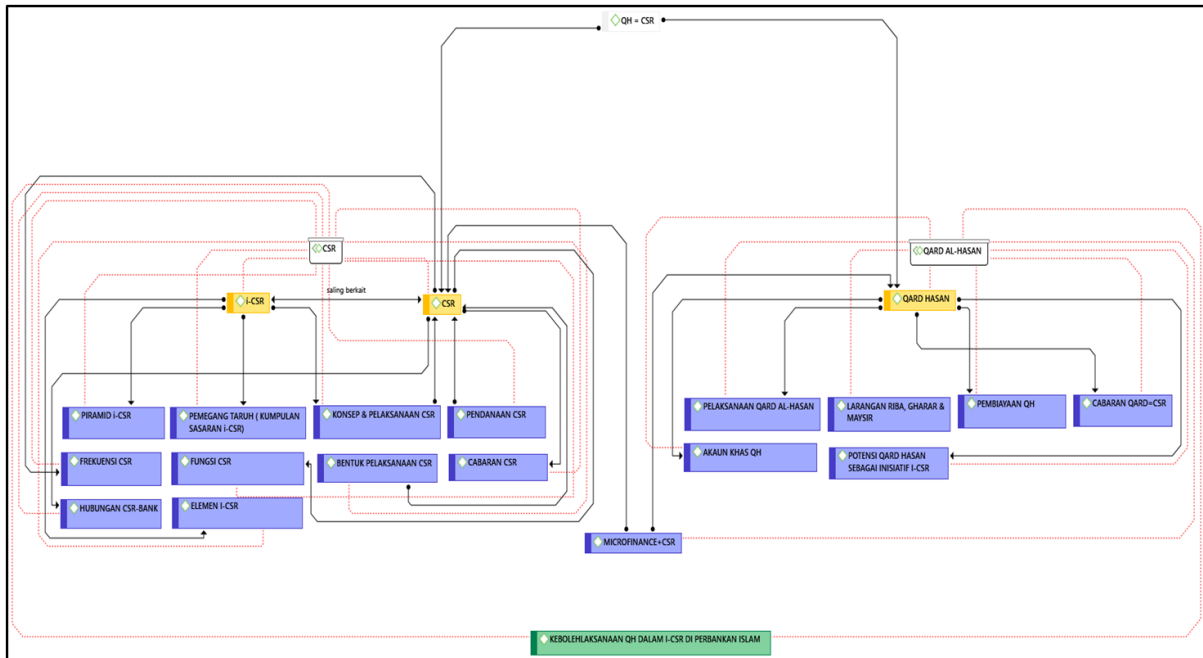 QH = CSR
CSR
QARD AL-HASAN
saling berkait
i-CSR
CSR
QARD HASAN
PIRAMID i-CSR
PEMEGANG TARUH ( KUMPULAN
SASARAN i-CSR)
KONSEP & PELAKSANAAN CSR
PENDANAAN CSR
PELAKSANAAN QARD AL-HASAN
LARANGAN RIBA, GHARAR &
MAYSIR
PEMBIAYAAN QH
CABARAN QARD=CSR
FREKUENSI CSR
FUNGSI CSR
BENTUK PELAKSANAAN CSR
CABARAN CSR
AKAUN KHAS QH
POTENSI QARD HASAN
SEBAGAI INISIATIF I-CSR
HUBUNGAN CSR-BANK
ELEMEN I-CSR
MICROFINANCE+CSR
KEBOLEHLAKSANAAN QH DALAM I-CSR DI PERBANKAN ISLAM